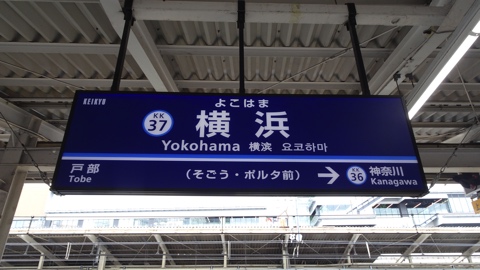 KEIKYU
よこはま
KK
37
横浜
Yokohama 横滨 요코하마
戸部
Tobe
(そごう・ポルタ前)
→
KK
36
神奈川
Kanagawa